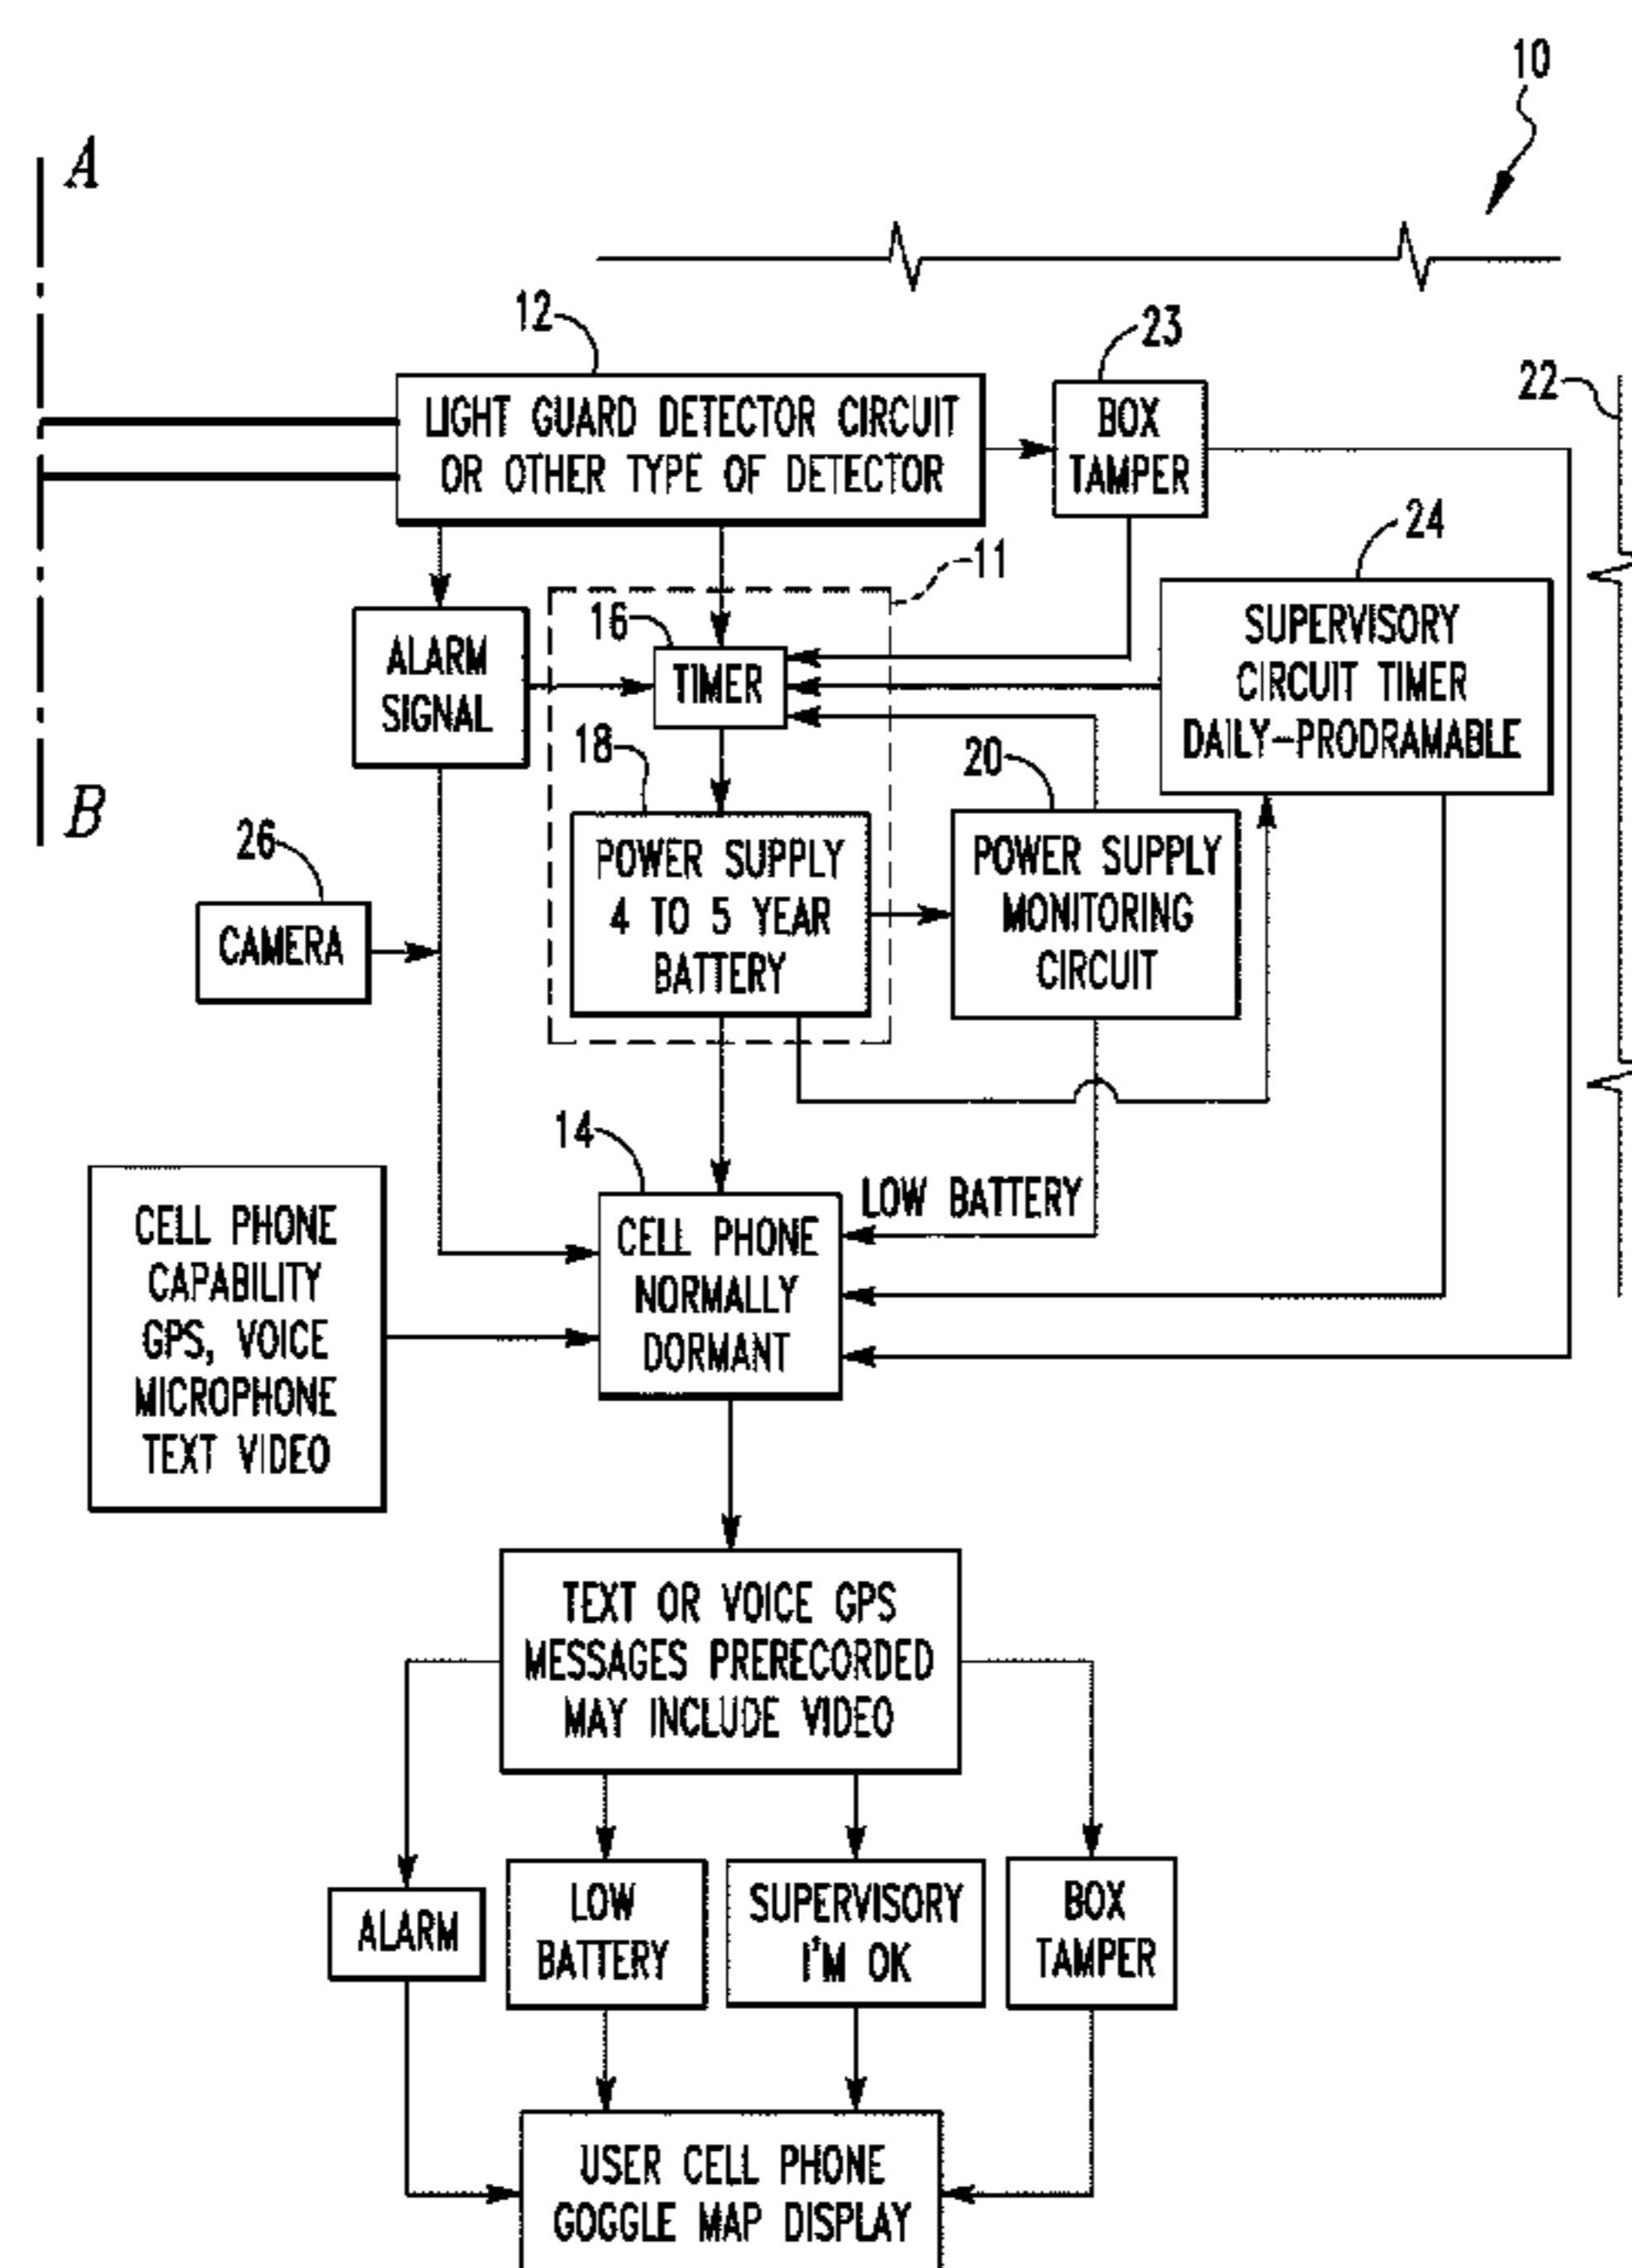 10
A
12
23
22
LIGHT GUARD DETECTOR CIRCUIT
OR OTHER TYPE OF DETECTOR
BOX
TAMPER
24
11
16
ALARM
SIGNAL
TIMER
SUPERVISORY
CIRCUIT TIMER
DAILY-PRODRAMABLE
18
20
B
26
POWER SUPPLY
4 TO 5 YEAR
BATTERY
POWER SUPPLY
MONITORING
CIRCUIT
CAMERA
14
LOW BATTERY
CELL PHONE
CAPABILITY
GPS, VOICE
MICROPHONE
TEXT VIDEO
CELL PHONE
NORMALLY
DORMANT
TEXT OR VOICE GPS
MESSAGES PRERECORDED
MAY INCLUDE VIDEO
ALARM
LOW
BATTERY
SUPERVISORY
I'M OK
BOX
TAMPER
USER CELL PHONE
GOGGLE MAP DISPLAY